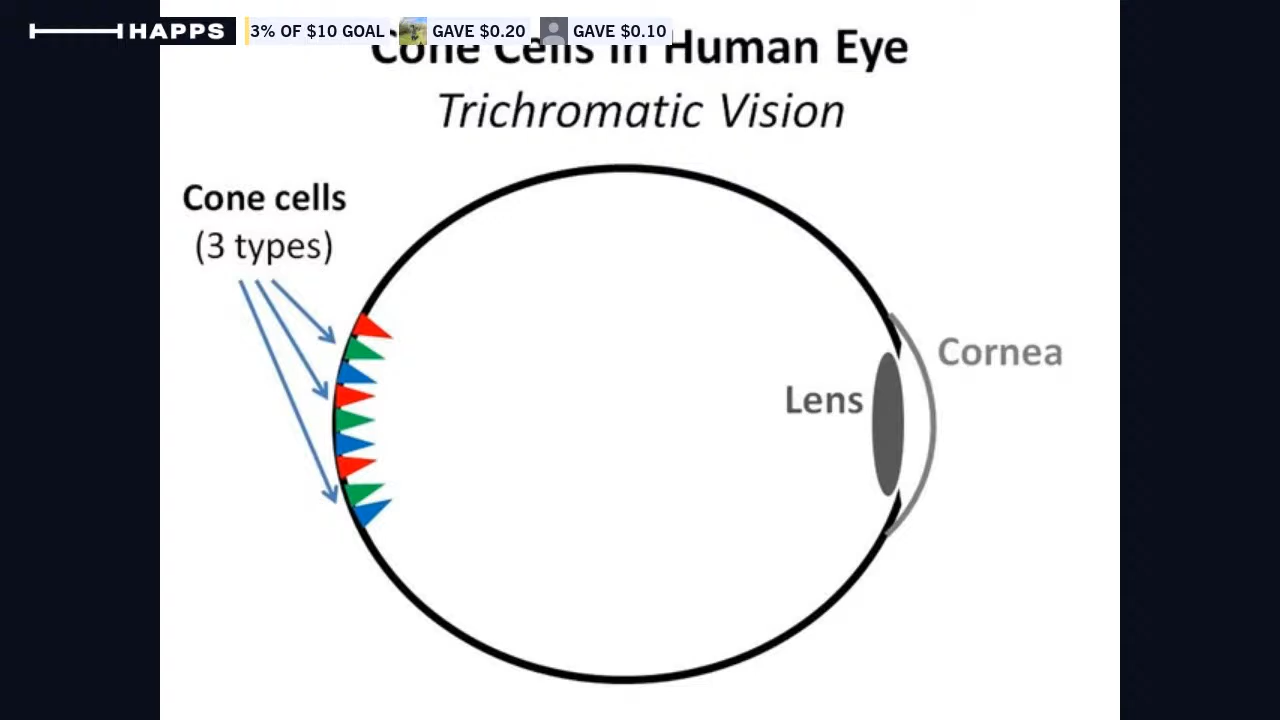 HAPPS
3% OF $10 GOAL
GAVE $0.20
GAVE $0.10
Cone Cells in Human Eye
Trichromatic Vision
Cone cells
(3 types)
Cornea
Lens